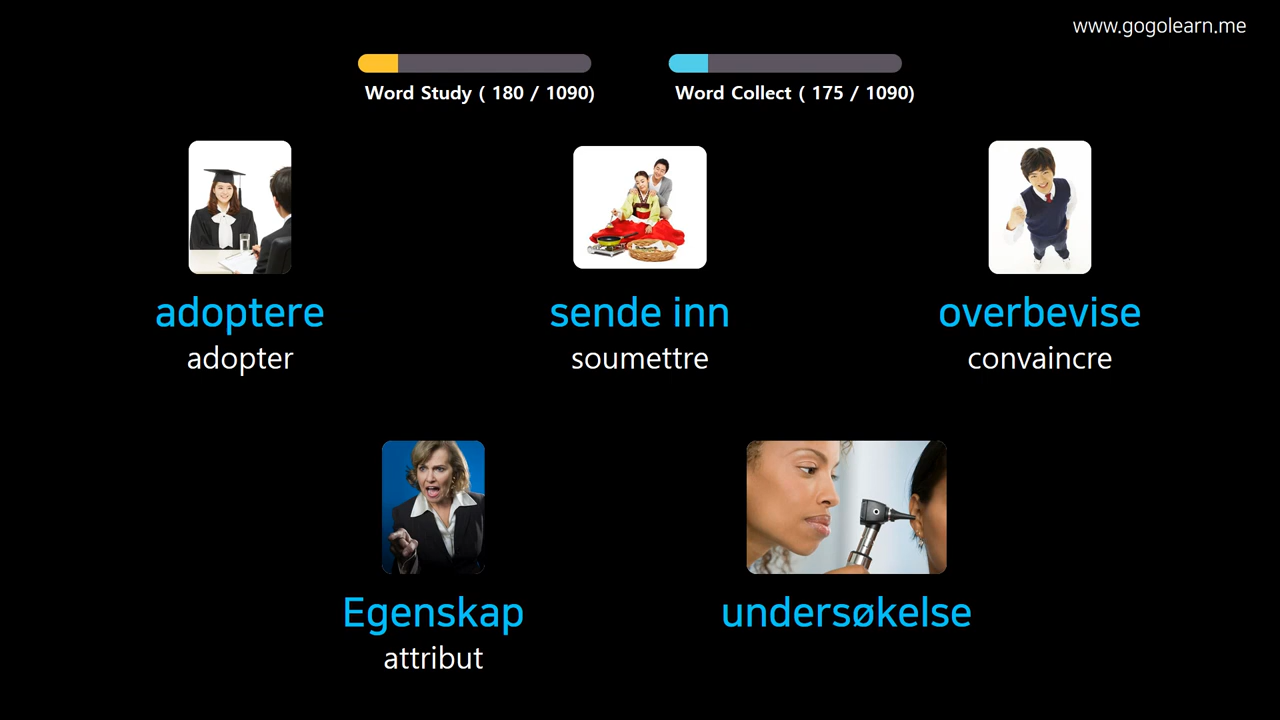 www.gogolearn.me
Word Study ( 180 / 1090)
Word Collect ( 175 / 1090)
adoptere
adopter
sende inn
soumettre
overbevise
convaincre
Egenskap
attribut
undersøkelse